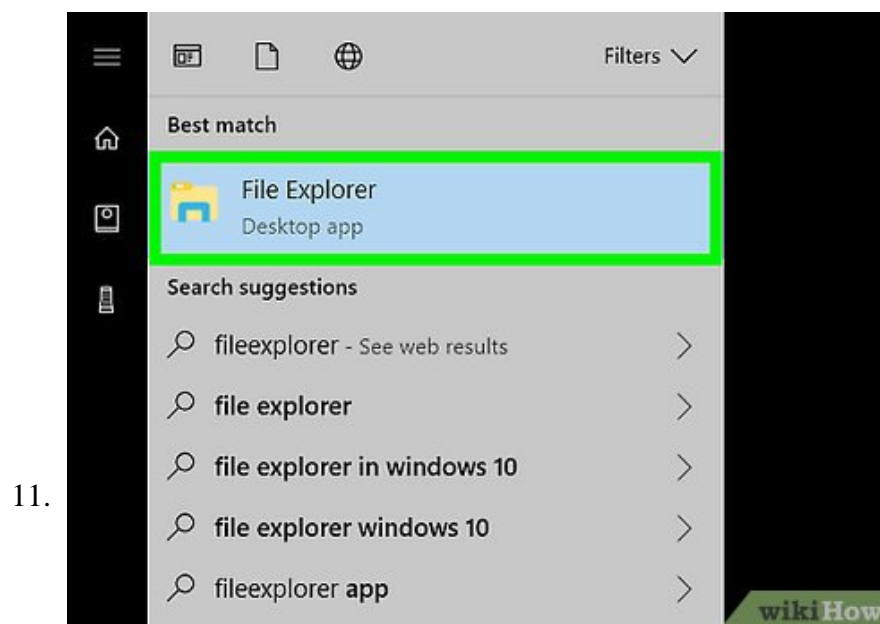 Filters
Best match
File Explorer
Desktop app
Search suggestions
fileexplorer - See web results
file explorer
file explorer in windows 10
11.
file explorer windows 10
fileexplorer app
wikiHow